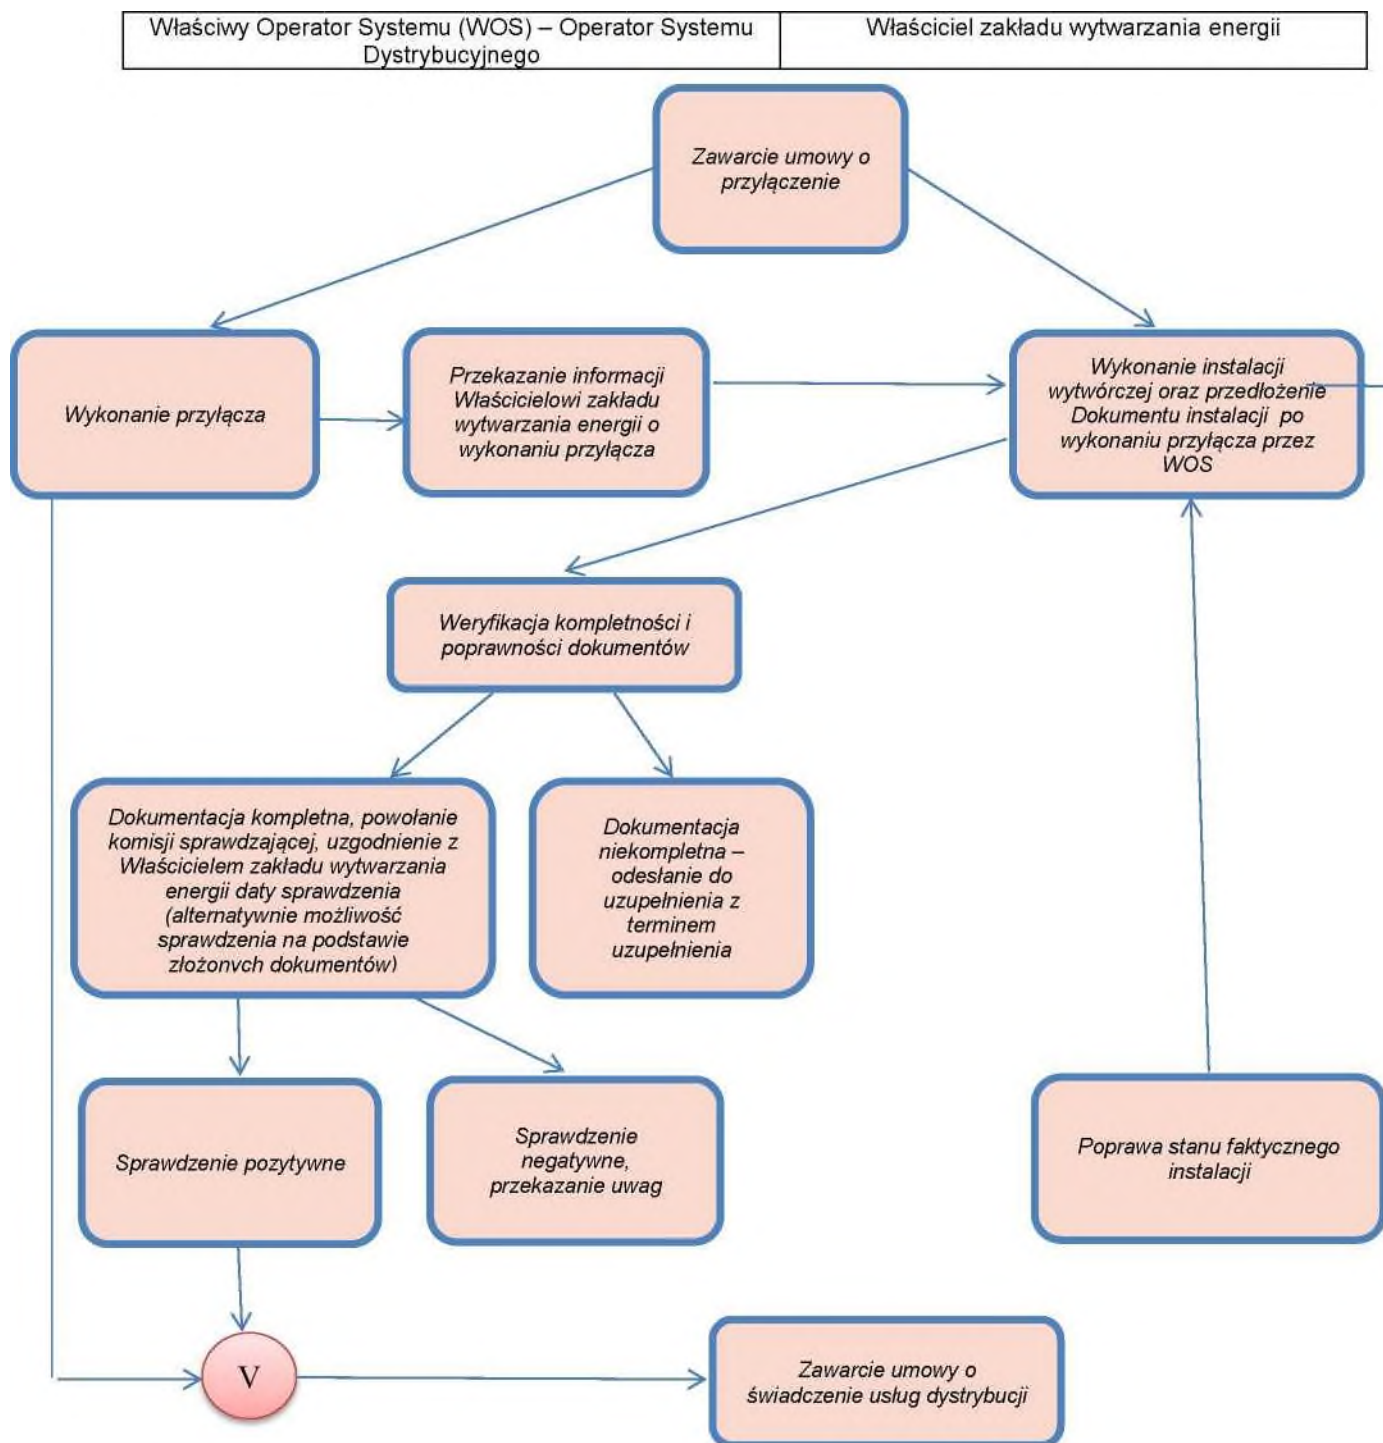 Właściwy Operator Systemu (WOS) – Operator Systemu
Dystrybucyjnego
Właściciel zakładu wytwarzania energii
Zawarcie umowy o
przyłączenie
Wykonanie przyłącza
Przekazanie informacji
Właścicielowi zakładu
wytwarzania energii o
wykonaniu przyłącza
Wykonanie instalacji
wytwórczej oraz przedłożenie
Dokumentu instalacji po
wykonaniu przyłącza przez
WOS
Weryfikacja kompletności i
poprawności dokumentów
Dokumentacja kompletna, powołanie
komisji sprawdzającej, uzgodnienie z
Właścicielem zakładu wytwarzania
energii daty sprawdzenia
(alternatywnie możliwość
sprawdzenia na podstawie
złożonych dokumentów)
Dokumentacja
niekompletna –
odesłanie do
uzupełnienia z
terminem
uzupełnienia
Sprawdzenie pozytywne
Sprawdzenie
negatywne,
przekazanie uwag
Poprawa stanu faktycznego
instalacji
V
Zawarcie umowy o
świadczenie usług dystrybucji